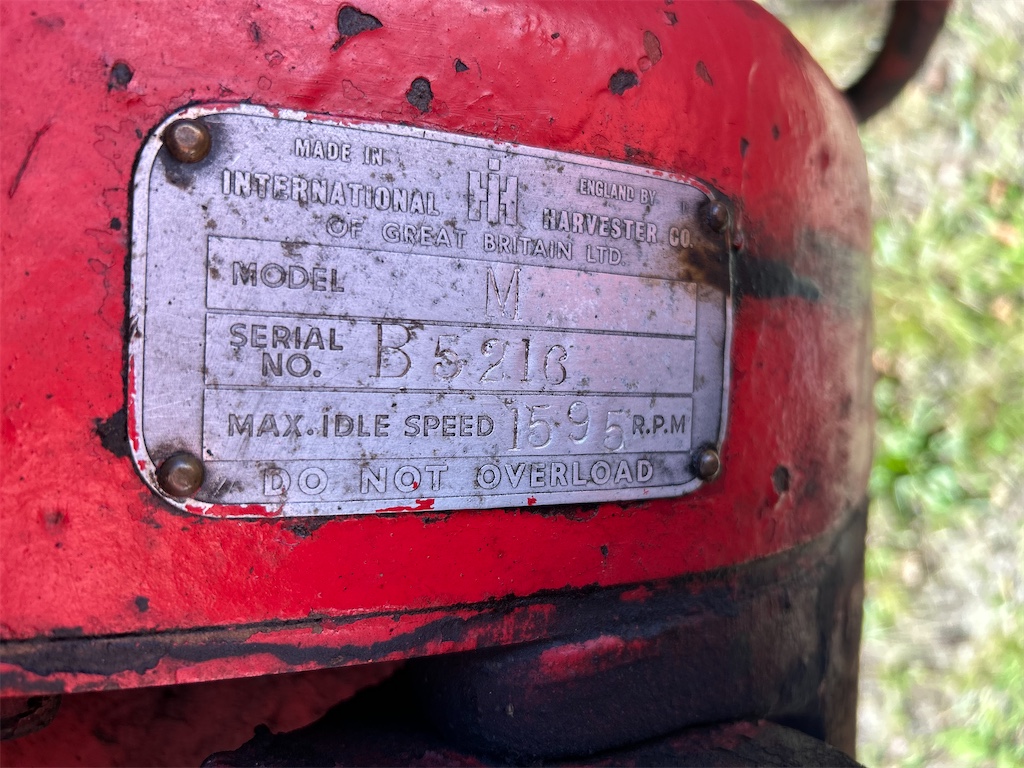 MADE IN IH ENGLAND BY
INTERNATIONAL HARVESTER CO.
OF GREAT BRITAIN LTD.
MODEL M
SERIAL NO. B5216
MAX. IDLE SPEED 1595 R.P.M
DO NOT OVERLOAD